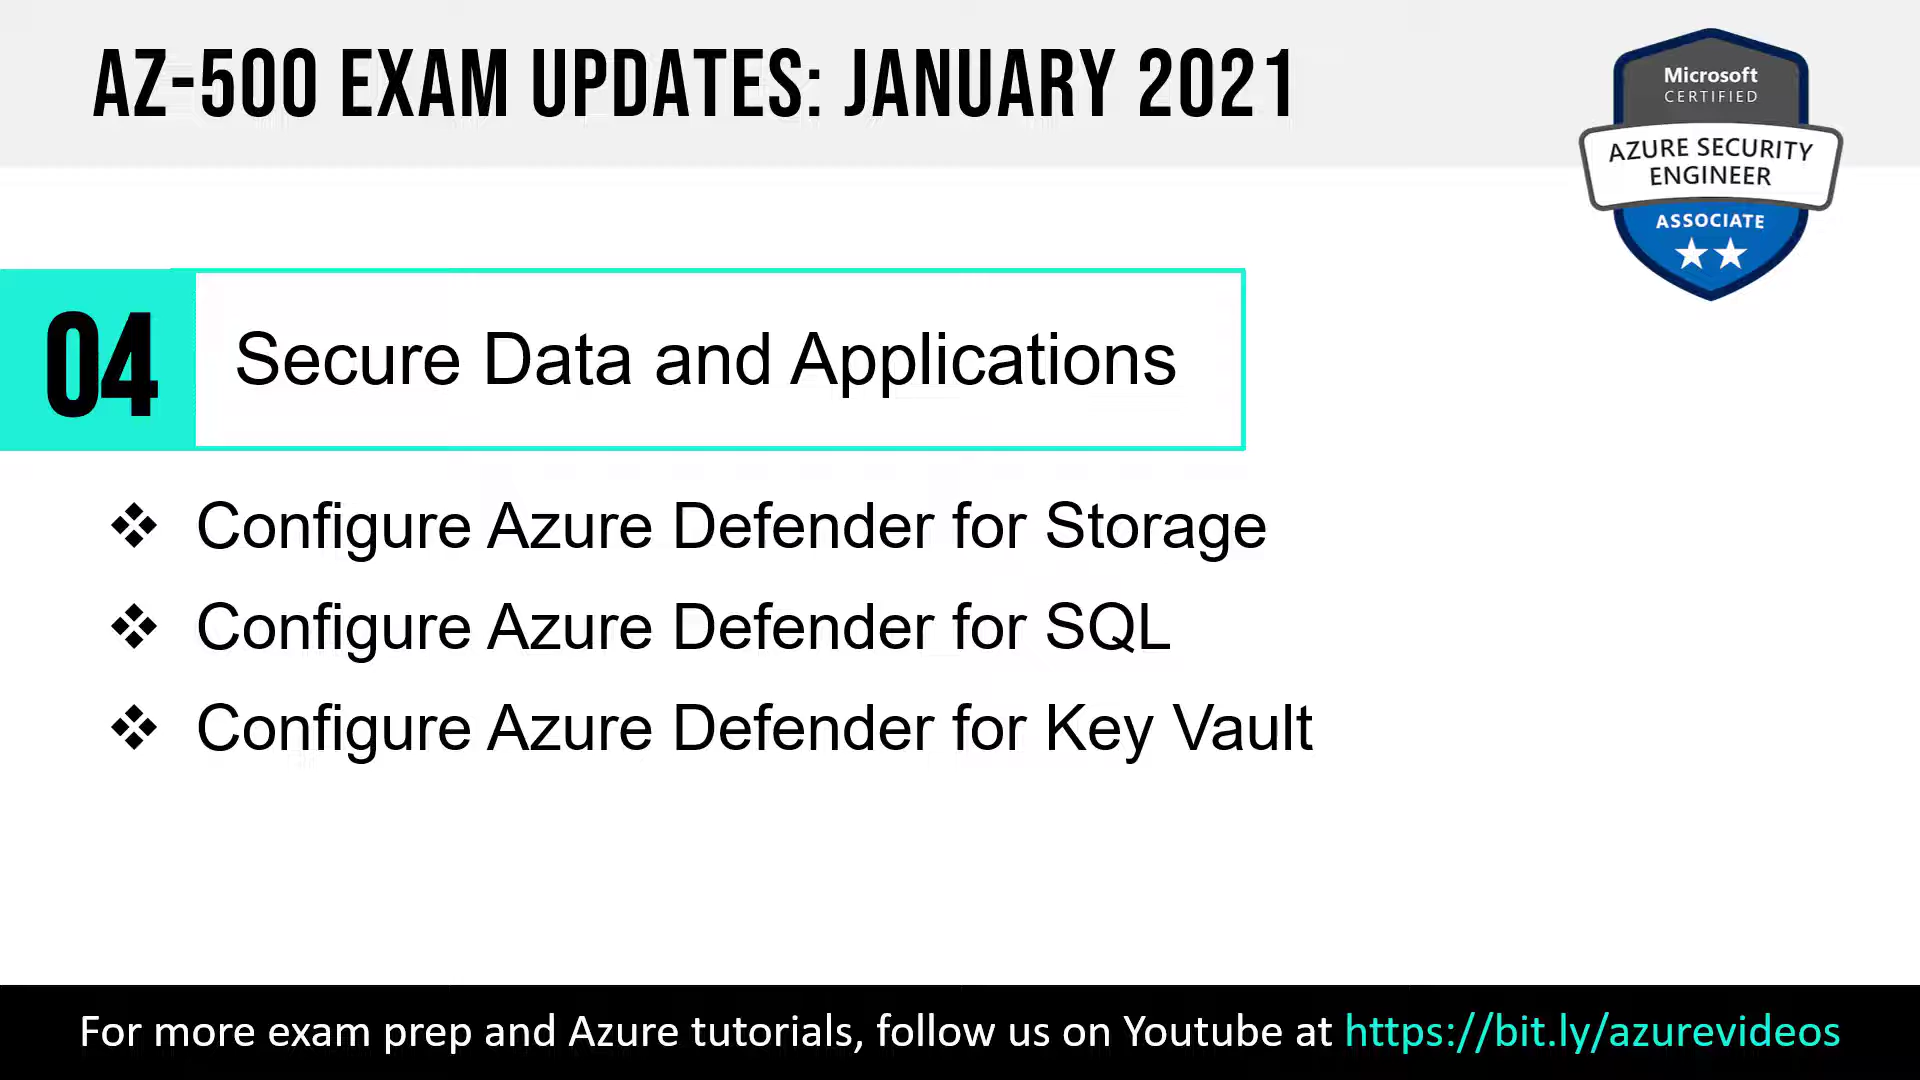 AZ-500 EXAM UPDATES: JANUARY 2021
Microsoft
CERTIFIED
AZURE SECURITY
ENGINEER
ASSOCIATE
04
Secure Data and Applications
❖ Configure Azure Defender for Storage
❖ Configure Azure Defender for SQL
❖ Configure Azure Defender for Key Vault
For more exam prep and Azure tutorials, follow us on Youtube at https://bit.ly/azurevideos